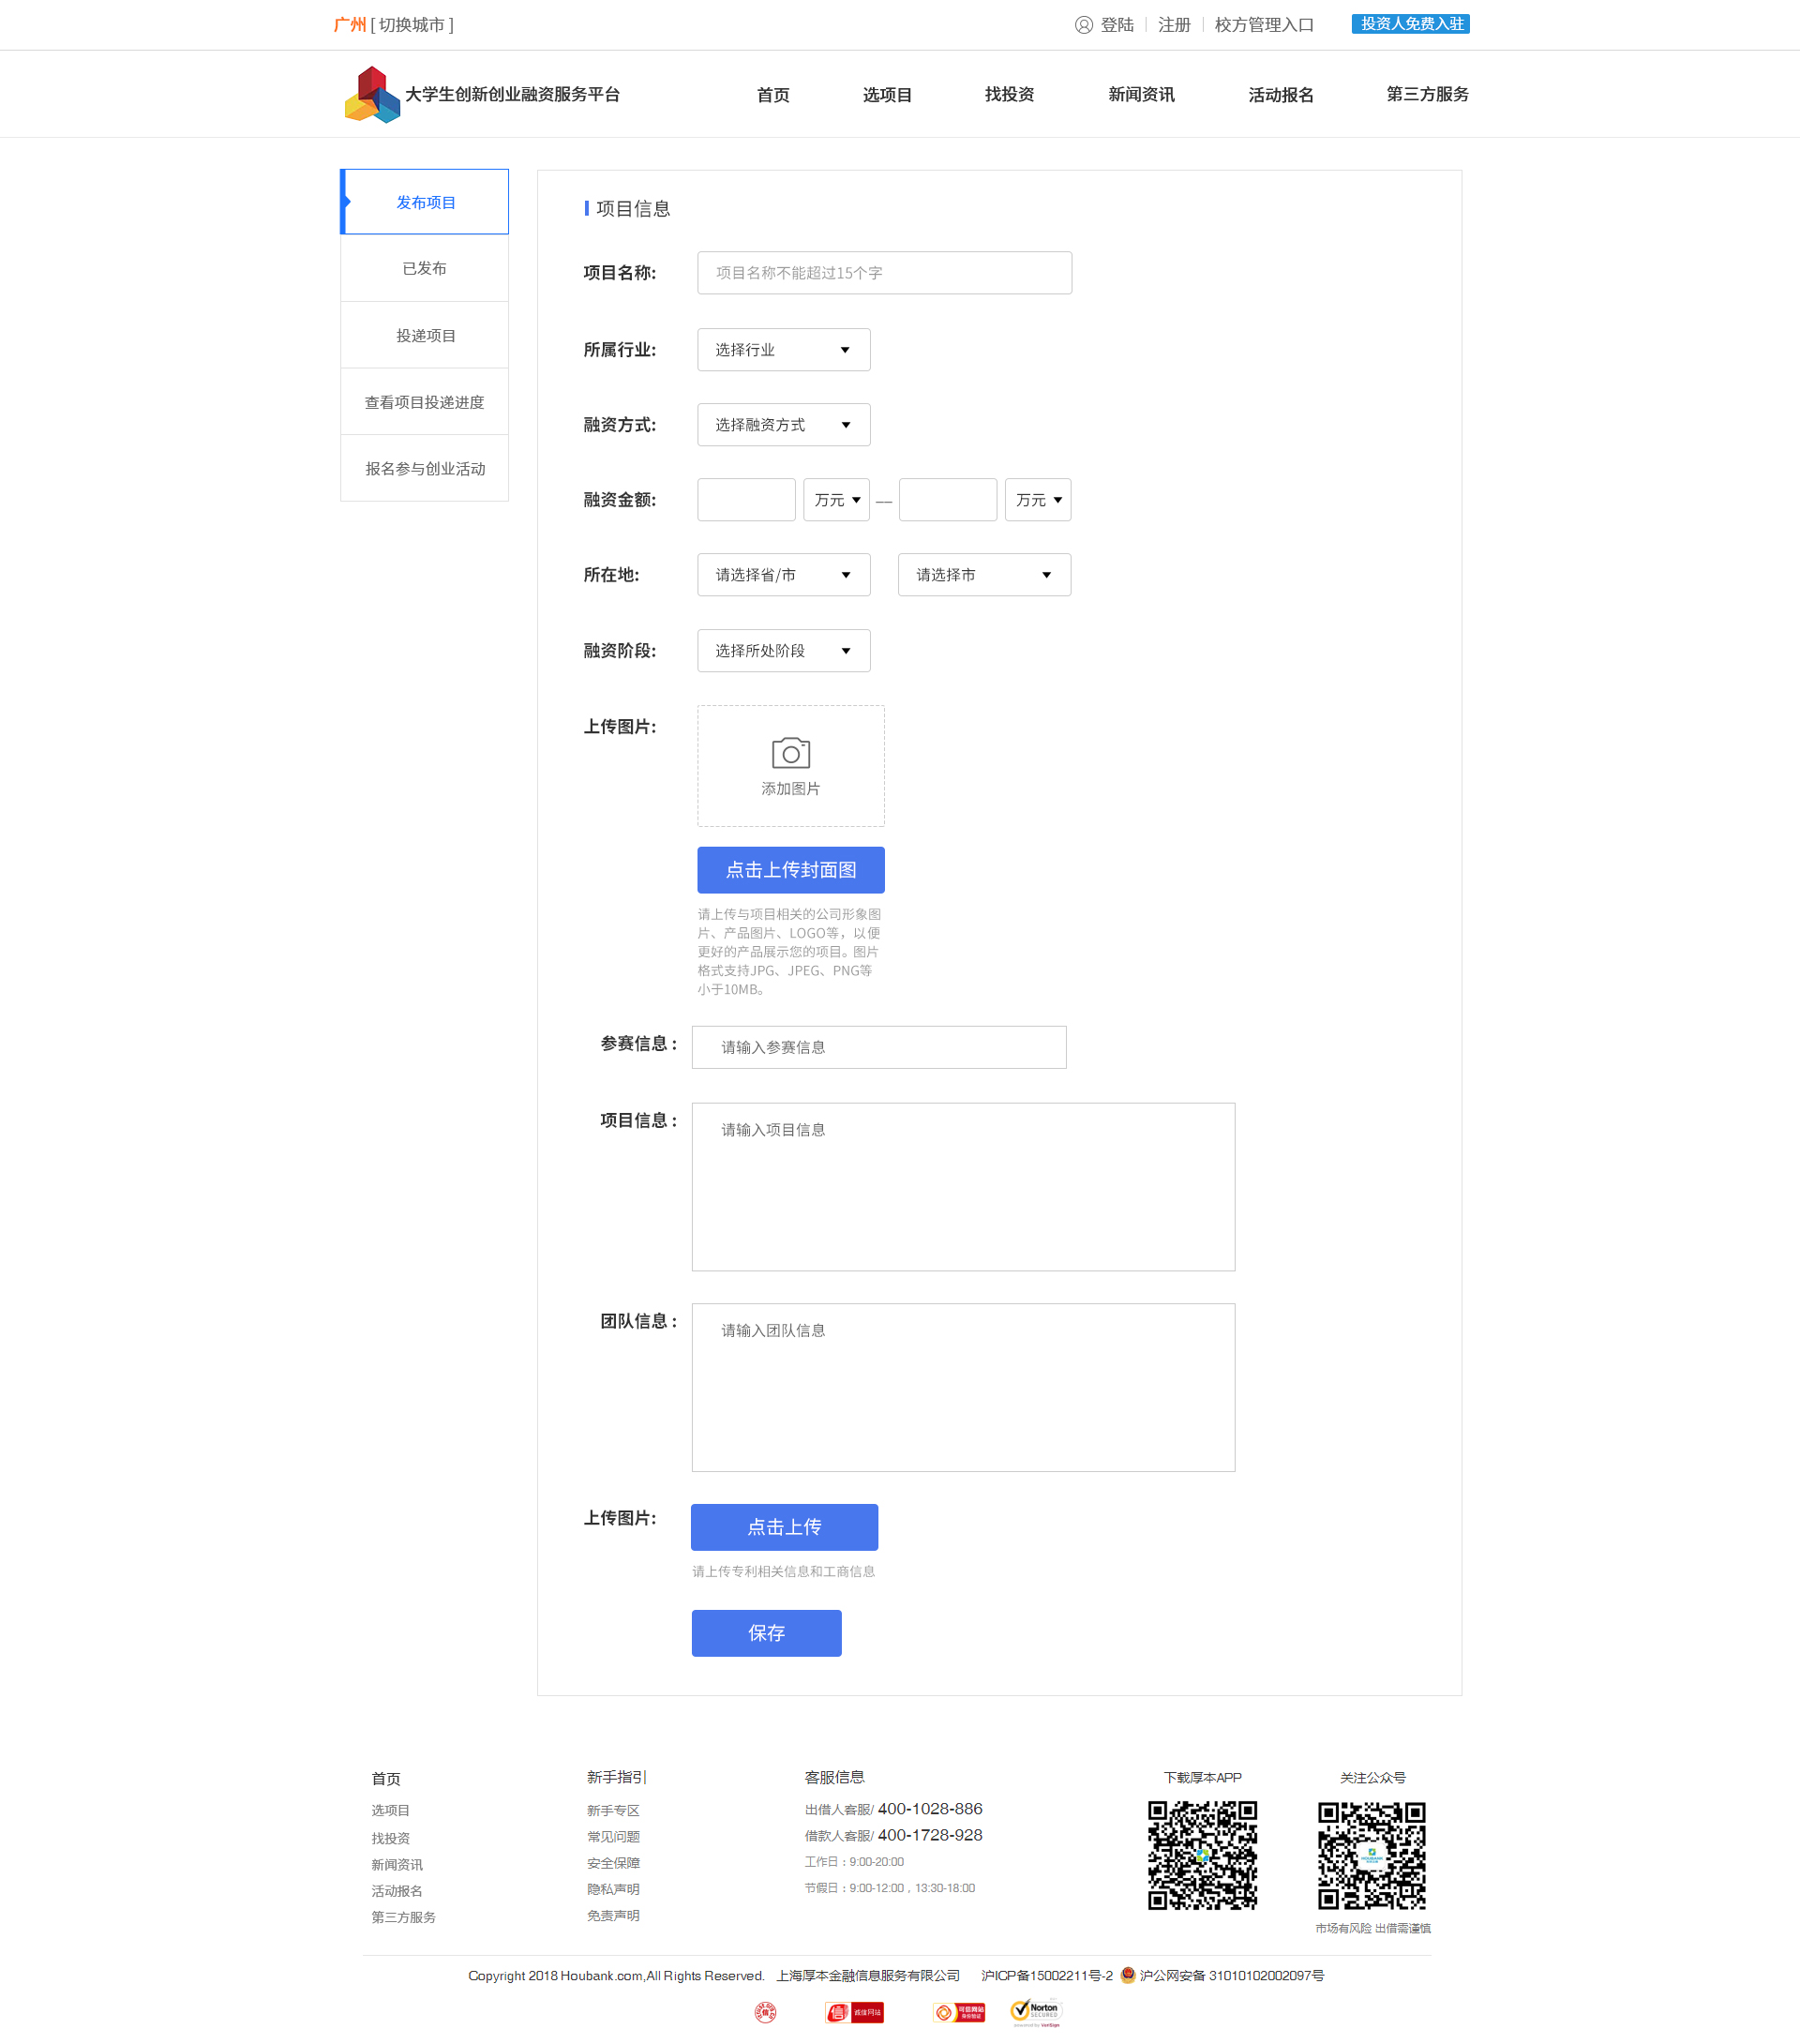 广州 [ 切换城市 ]
登陆 注册 校方管理入口 投资人免费入驻
大学生创新创业融资服务平台
首页 选项目 找投资 新闻资讯 活动报名 第三方服务
发布项目
已发布
投递项目
查看项目投递进度
报名参与创业活动
项目信息
项目名称: 项目名称不能超过15个字
所属行业: 选择行业
融资方式: 选择融资方式
融资金额: 万元 — 万元
所在地: 请选择省/市 请选择市
融资阶段: 选择所处阶段
上传图片:
添加图片
点击上传封面图
请上传与项目相关的公司形象图
片、产品图片、LOGO等，以便
更好的产品展示您的项目。图片
格式支持JPG、JPEG、PNG等
小于10MB。
参赛信息： 请输入参赛信息
项目信息： 请输入项目信息
团队信息： 请输入团队信息
上传图片: 点击上传
请上传专利相关信息和工商信息
保存
首页
选项目
找投资
新闻资讯
活动报名
第三方服务
新手指引
新手专区
常见问题
安全保障
隐私声明
免责声明
客服信息
出借人客服/ 400-1028-886
借款人客服/ 400-1728-928
工作日：9:00-20:00
节假日：9:00-12:00，13:30-18:00
下载厚本APP
关注公众号
市场有风险 出借需谨慎
Copyright 2018 Houbank.com,All Rights Reserved. 上海厚本金融信息服务有限公司 沪ICP备15002211号-2 沪公网安备 31010102002097号
信 诚信网站
可信网站
Norton
SECURED